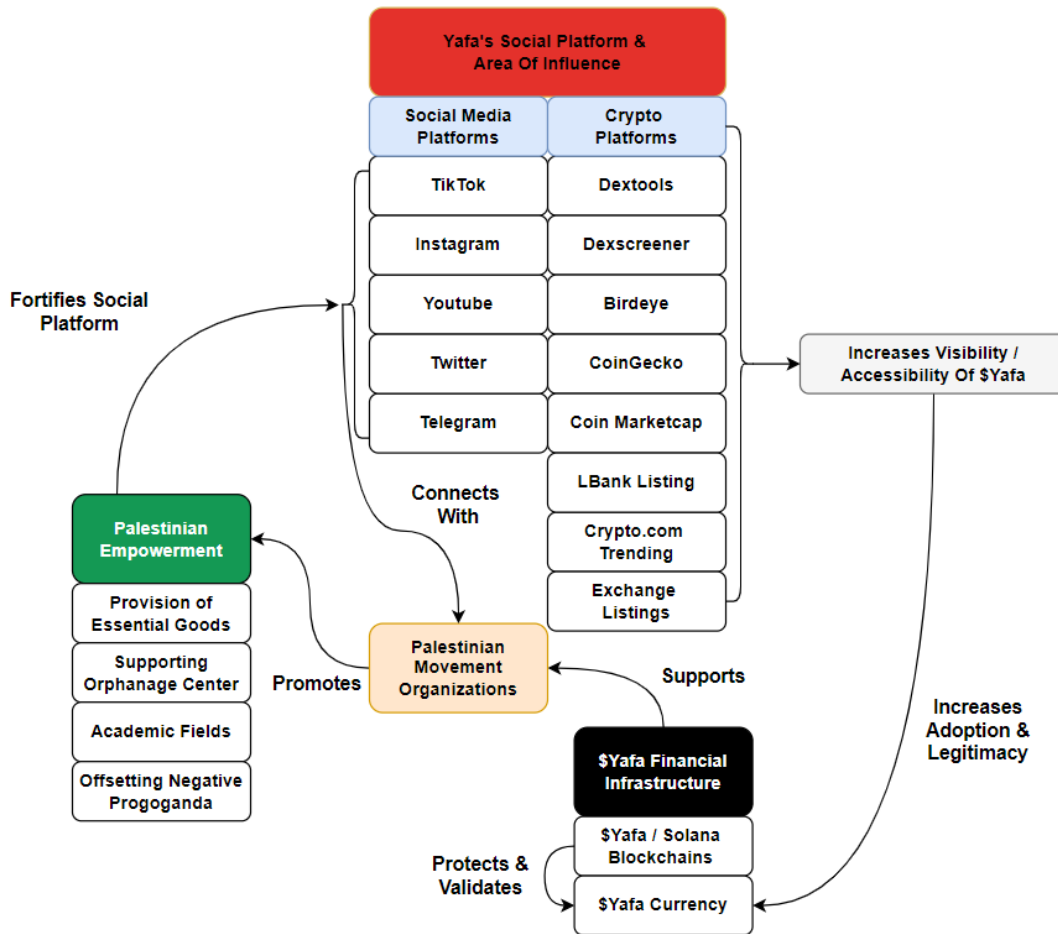 Yafa's Social Platform &
Area Of Influence
Social Media
Platforms
Crypto
Platforms
TikTok
Dextools
Instagram
Dexscreener
Fortifies Social
Platform
Youtube
Birdeye
Twitter
CoinGecko
Increases Visibility /
Accessibility Of $Yafa
Telegram
Coin Marketcap
Connects
With
LBank Listing
Palestinian
Empowerment
Crypto.com
Trending
Provision of
Essential Goods
Exchange
Listings
Supporting
Orphanage Center
Promotes
Palestinian
Movement
Organizations
Supports
Academic Fields
Increases
Adoption &
Legitimacy
Offsetting Negative
Progoganda
$Yafa Financial
Infrastructure
$Yafa / Solana
Blockchains
Protects &
Validates
$Yafa Currency